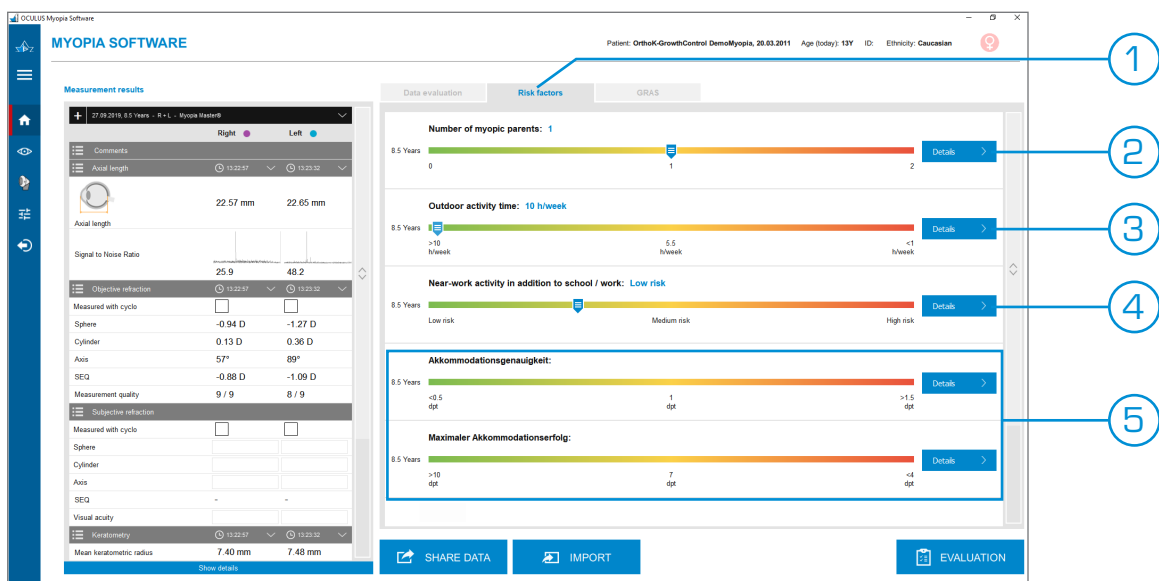 OCULUS Myopia Software
MYOPIA SOFTWARE
Patient: OrthoK-GrowthControl DemoMyopia, 20.03.2011 Age (today): 13Y ID: Ethnicity: Caucasian
1
Measurement results
27.09.2019, 8.5 Years - R + L - Myopia Master®
Right Left
Comments
Axial length 13:22:57 13:23:32
22.57 mm 22.65 mm
Axial length
Signal to Noise Ratio
25.9 48.2
Objective refraction 13:22:57 13:23:32
Measured with cyclo
Sphere -0.94 D -1.27 D
Cylinder 0.13 D 0.36 D
Axis 57° 89°
SEQ -0.88 D -1.09 D
Measurement quality 9 / 9 8 / 9
Subjective refraction
Measured with cyclo
Sphere
Cylinder
Axis
SEQ - -
Visual acuity
Keratometry 13:22:57 13:23:32
Mean keratometric radius 7.40 mm 7.48 mm
Show details
Data evaluation Risk factors GRAS
Number of myopic parents: 1
8.5 Years Details 2
0 1 2
Outdoor activity time: 10 h/week
8.5 Years Details 3
>10 5.5 <1
h/week h/week h/week
Near-work activity in addition to school / work: Low risk
8.5 Years Details 4
Low risk Medium risk High risk
Akkommodationsgenauigkeit:
8.5 Years Details
<0.5 1 >1.5
dpt dpt dpt
5
Maximaler Akkommodationserfolg:
8.5 Years Details
>10 7 <4
dpt dpt dpt
SHARE DATA IMPORT EVALUATION